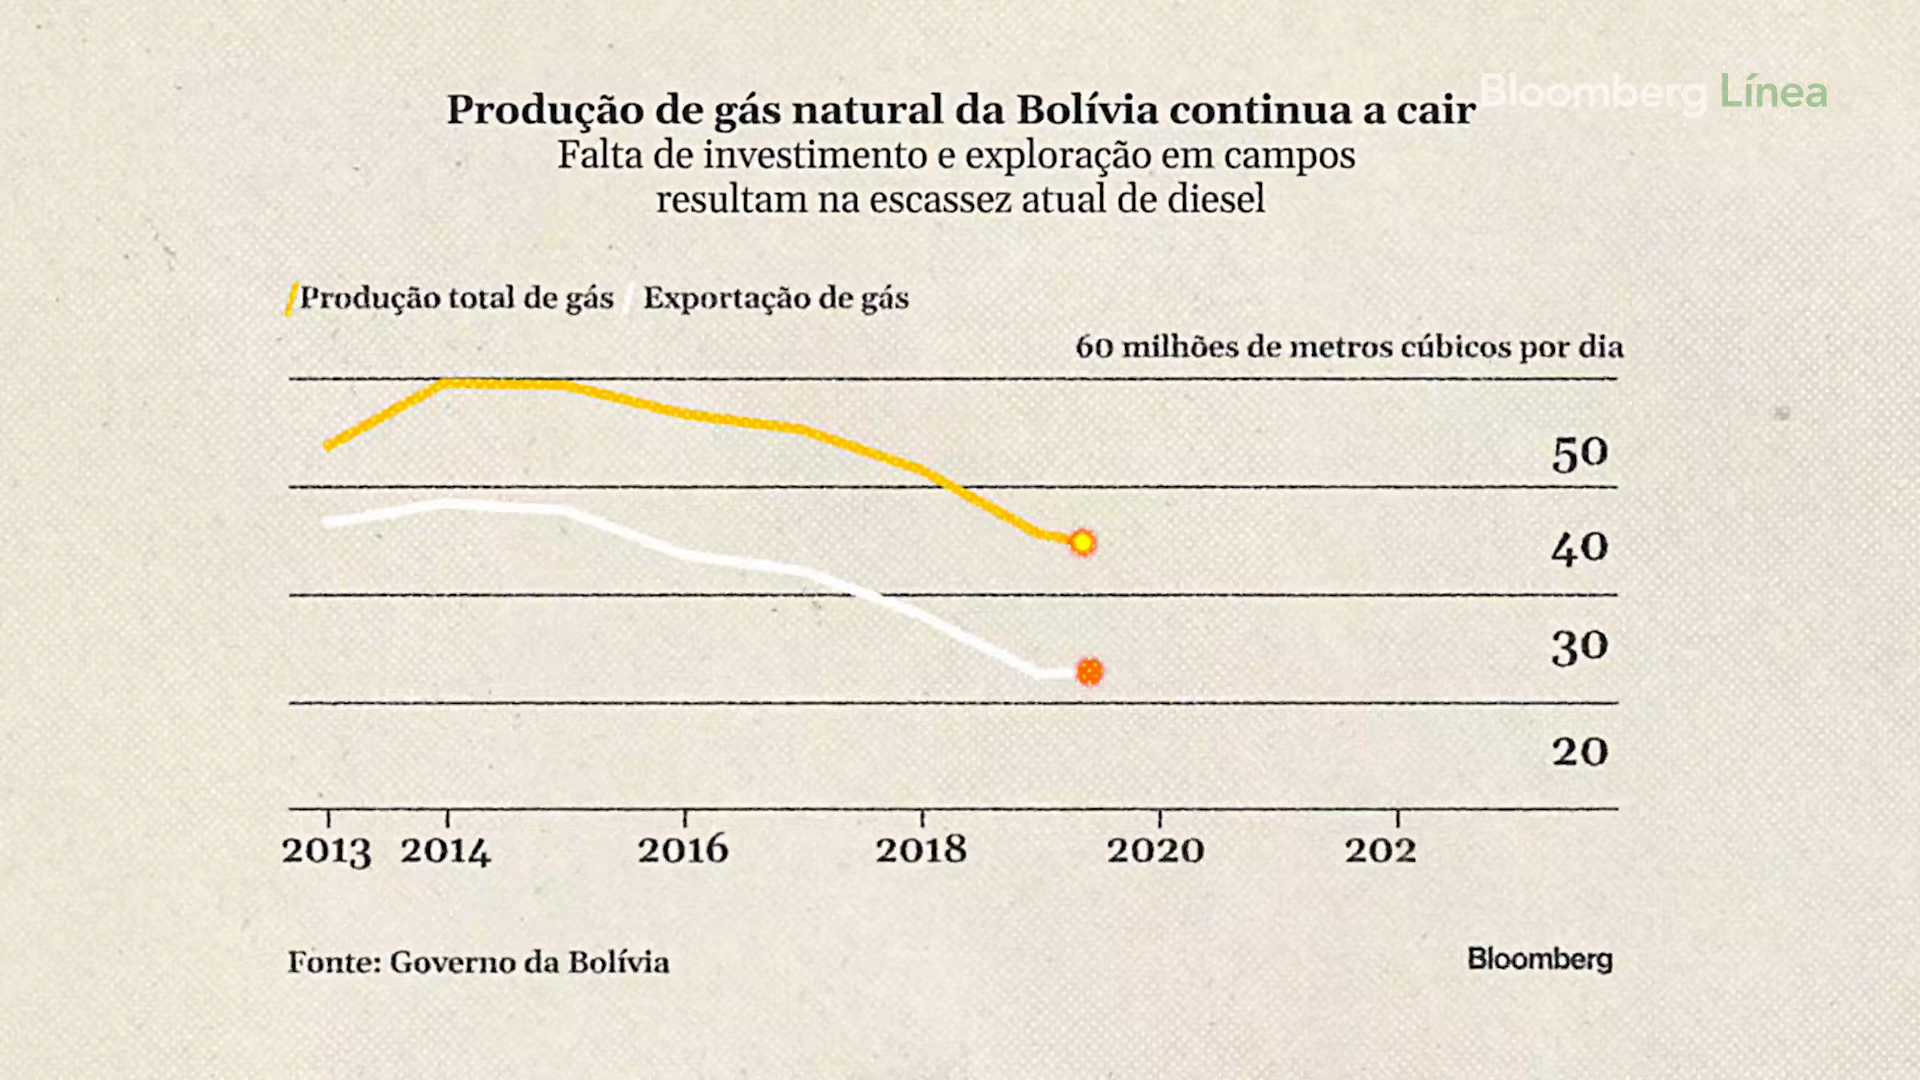 Bloomberg Línea
Produção de gás natural da Bolívia continua a cair
Falta de investimento e exploração em campos
resultam na escassez atual de diesel
Produção total de gás Exportação de gás
60 milhões de metros cúbicos por dia
50
40
30
20
2013 2014 2016 2018 2020 202
Fonte: Governo da Bolívia
Bloomberg